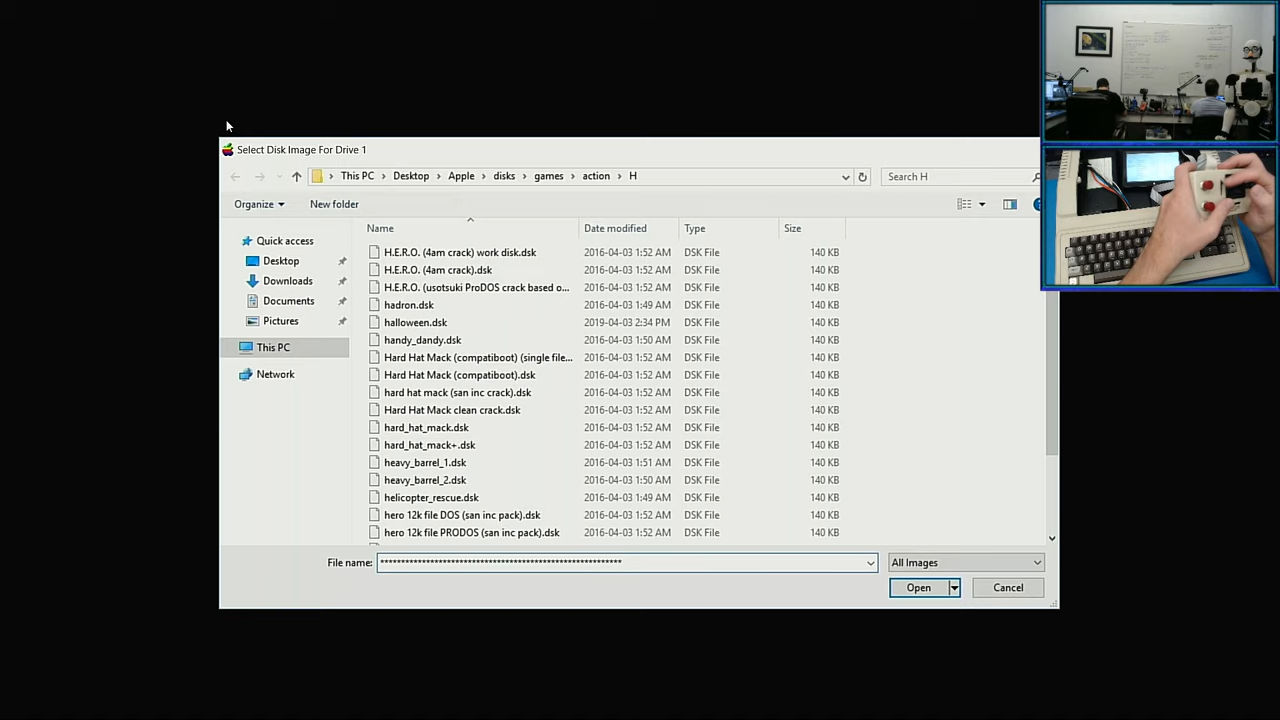 Select Disk Image For Drive 1
This PC > Desktop > Apple > disks > games > action > H
Search H
Organize
New folder
Name Date modified Type Size
Quick access
Desktop
Downloads
Documents
Pictures
This PC
Network
H.E.R.O. (4am crack) work disk.dsk 2016-04-03 1:52 AM DSK File 140 KB
H.E.R.O. (4am crack).dsk 2016-04-03 1:52 AM DSK File 140 KB
H.E.R.O. (usotsuki ProDOS crack based o... 2016-04-03 1:52 AM DSK File 140 KB
hadron.dsk 2016-04-03 1:49 AM DSK File 140 KB
halloween.dsk 2019-04-03 2:34 PM DSK File 140 KB
handy_dandy.dsk 2016-04-03 1:50 AM DSK File 140 KB
Hard Hat Mack (compatiboot) (single file... 2016-04-03 1:52 AM DSK File 140 KB
Hard Hat Mack (compatiboot).dsk 2016-04-03 1:52 AM DSK File 140 KB
hard hat mack (san inc crack).dsk 2016-04-03 1:52 AM DSK File 140 KB
Hard Hat Mack clean crack.dsk 2016-04-03 1:52 AM DSK File 140 KB
hard_hat_mack.dsk 2016-04-03 1:52 AM DSK File 140 KB
hard_hat_mack+.dsk 2016-04-03 1:52 AM DSK File 140 KB
heavy_barrel_1.dsk 2016-04-03 1:51 AM DSK File 140 KB
heavy_barrel_2.dsk 2016-04-03 1:50 AM DSK File 140 KB
helicopter_rescue.dsk 2016-04-03 1:49 AM DSK File 140 KB
hero 12k file DOS (san inc pack).dsk 2016-04-03 1:52 AM DSK File 140 KB
hero 12k file PRODOS (san inc pack).dsk 2016-04-03 1:52 AM DSK File 140 KB
File name: **********************************************************
All Images
Open
Cancel